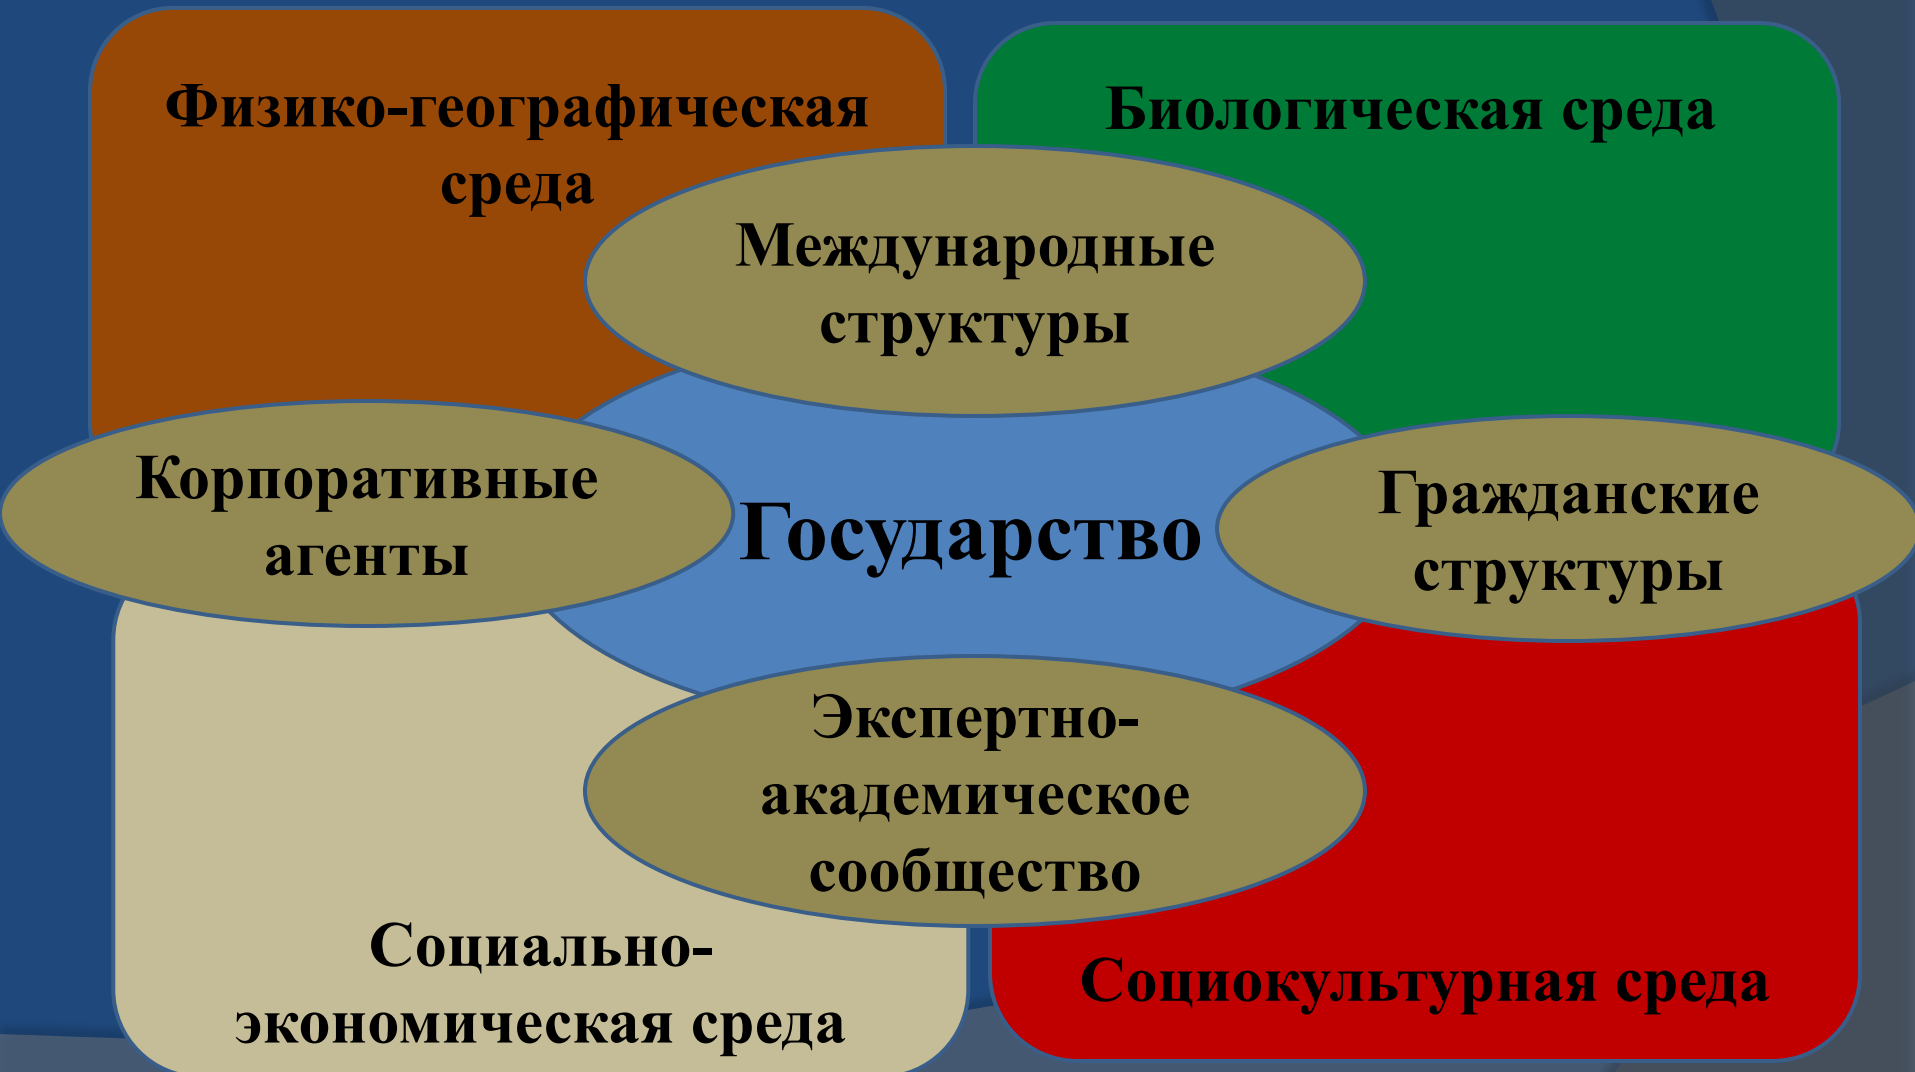 Физико-географическая
среда
Биологическая среда
Международные
структуры
Корпоративные
агенты
Государство
Гражданские
структуры
Экспертно-
академическое
сообщество
Социально-
экономическая среда
Социокультурная среда